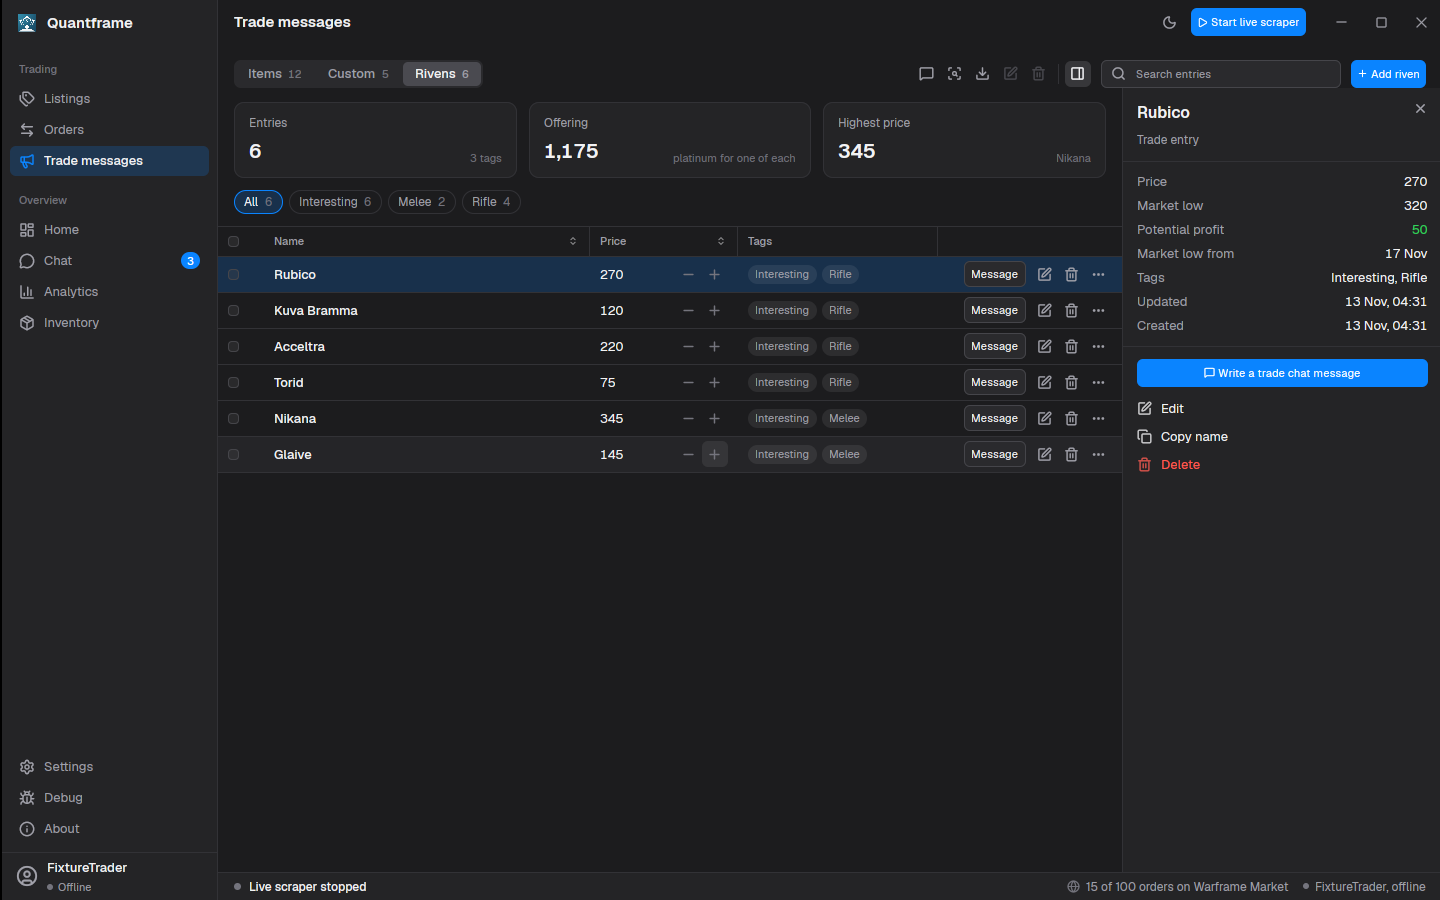 Quantframe
Trading
Listings
Orders
Trade messages
Overview
Home
Chat 3
Analytics
Inventory
Settings
Debug
About
FixtureTrader
Offline
Trade messages
Start live scraper
Items 12 Custom 5 Rivens 6
Search entries
Add riven
Entries
6 3 tags
Offering
1,175 platinum for one of each
Highest price
345 Nikana
All 6 Interesting 6 Melee 2 Rifle 4
Name Price Tags
Rubico 270 Interesting Rifle Message
Kuva Bramma 120 Interesting Rifle Message
Acceltra 220 Interesting Rifle Message
Torid 75 Interesting Rifle Message
Nikana 345 Interesting Melee Message
Glaive 145 Interesting Melee Message
Rubico
Trade entry
Price 270
Market low 320
Potential profit 50
Market low from 17 Nov
Tags Interesting, Rifle
Updated 13 Nov, 04:31
Created 13 Nov, 04:31
Write a trade chat message
Edit
Copy name
Delete
Live scraper stopped
15 of 100 orders on Warframe Market
FixtureTrader, offline